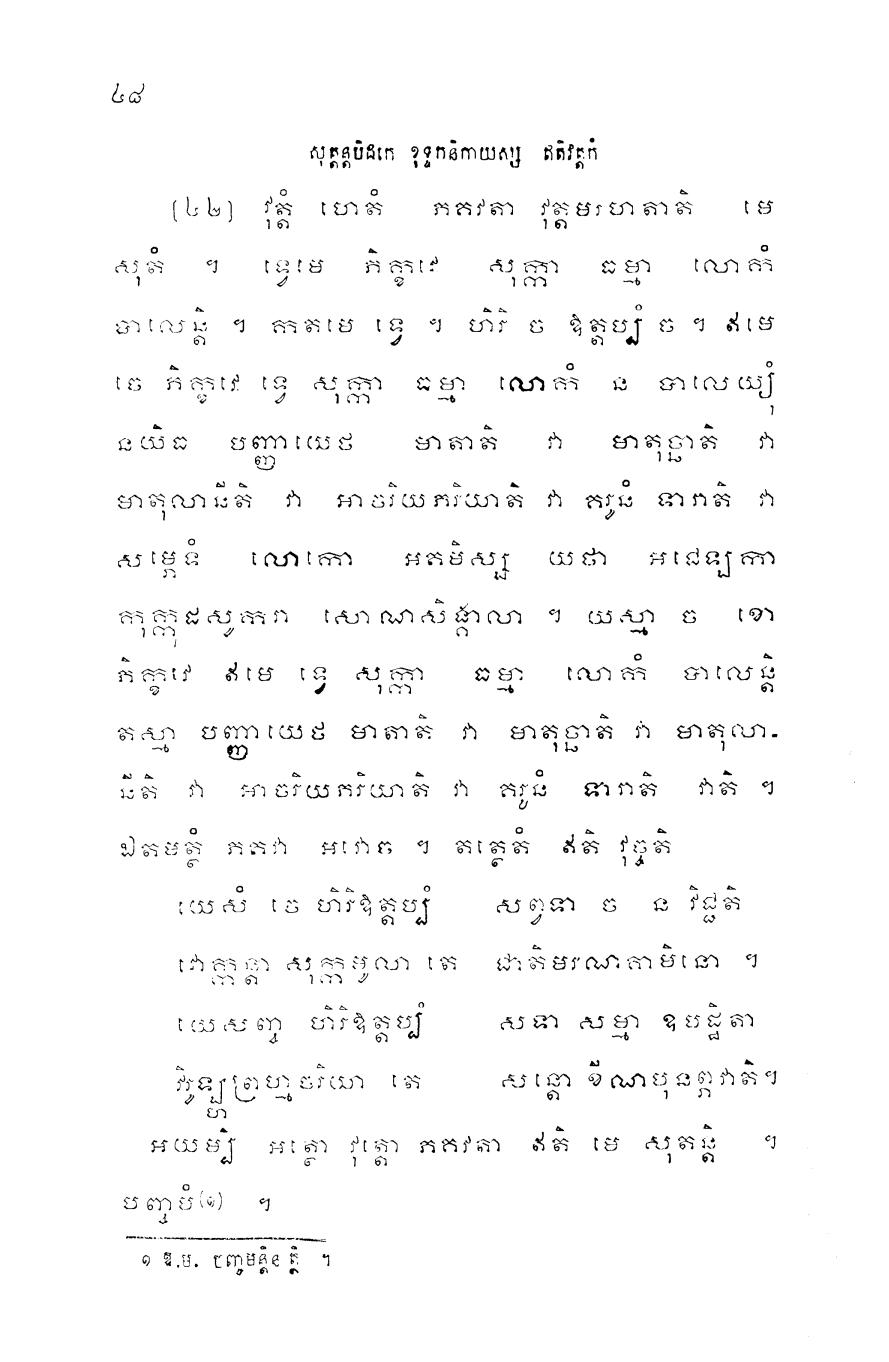 ៤៨
សុត្តន្តបិដកេ ខុទ្ទកនិកាយស្ស ឥតិវុត្តកំ
[៤២] វុត្តំ ហេតំ ភគវតា វុត្តមរហតាតិ មេ
សុតំ ។ ទ្វេមេ ភិក្ខវេ សុក្កា ធម្មា លោកំ
បាលេន្តិ ។ កតមេ ទ្វេ ។ ហិរិ ច ឱត្តប្បំ ច ។ ឥមេ
ចេ ភិក្ខវេ ទ្វេ សុក្កា ធម្មា លោកំ ន បាលេយ្យុំ
នយិធ បញ្ញាយេថ មាតាតិ វា មាតុច្ឆាតិ វា
មាតុលានីតិ វា អាចរិយភរិយាតិ វា គរូនំ ទារាតិ វា
សម្ភេទំ លោកោ អគមិស្ស យថា អជេឡកា
កុក្កុដសូករា សោណសិង្គាលា ។ យស្មា ច ខោ
ភិក្ខវេ ឥមេ ទ្វេ សុក្កា ធម្មា លោកំ បាលេន្តិ
តស្មា បញ្ញាយេថ មាតាតិ វា មាតុច្ឆាតិ វា មាតុលា-
នីតិ វា អាចរិយភរិយាតិ វា គរូនំ ទារាតិ វាតិ ។
ឯតមត្ថំ ភគវា អវោច ។ តត្ថេតំ ឥតិ វុច្ចតិ
យេសំ ចេ ហិរិឱត្តប្បំ សព្វទា ច ន វិជ្ជតិ
វោក្កន្តា សុក្កមូលា តេ ជាតិមរណគាមិនោ ។
យេសញ្ច ហិរិឱត្តប្បំ សទា សម្មា ឧបដ្ឋិតា
វិរូឡ្ហព្រហ្មចរិយា តេ សន្តោ ខីណាបុនព្ភវាតិ។
អយម្បិ អត្ថោ វុត្តោ ភគវតា ឥតិ មេ សុតន្តិ ។
បញ្ចមំ(១) ។
១ ឱ.ម.